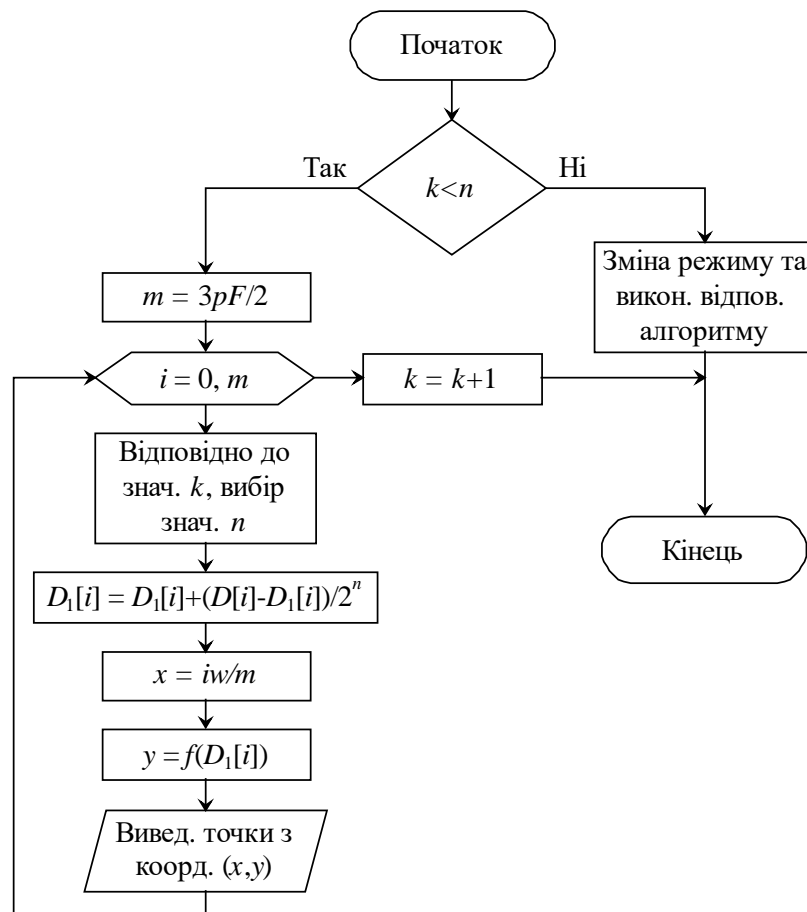 Початок
Так
Ні
k<n
Зміна режиму та
викон. відпов.
алгоритму
m = 3pF/2
i = 0, m
k = k+1
Відповідно до
знач. k, вибір
знач. n
Кінець
D₁[i] = D₁[i]+(D[i]-D₁[i])/2ⁿ
x = iw/m
y = f(D₁[i])
Вивед. точки з
коорд. (x,y)